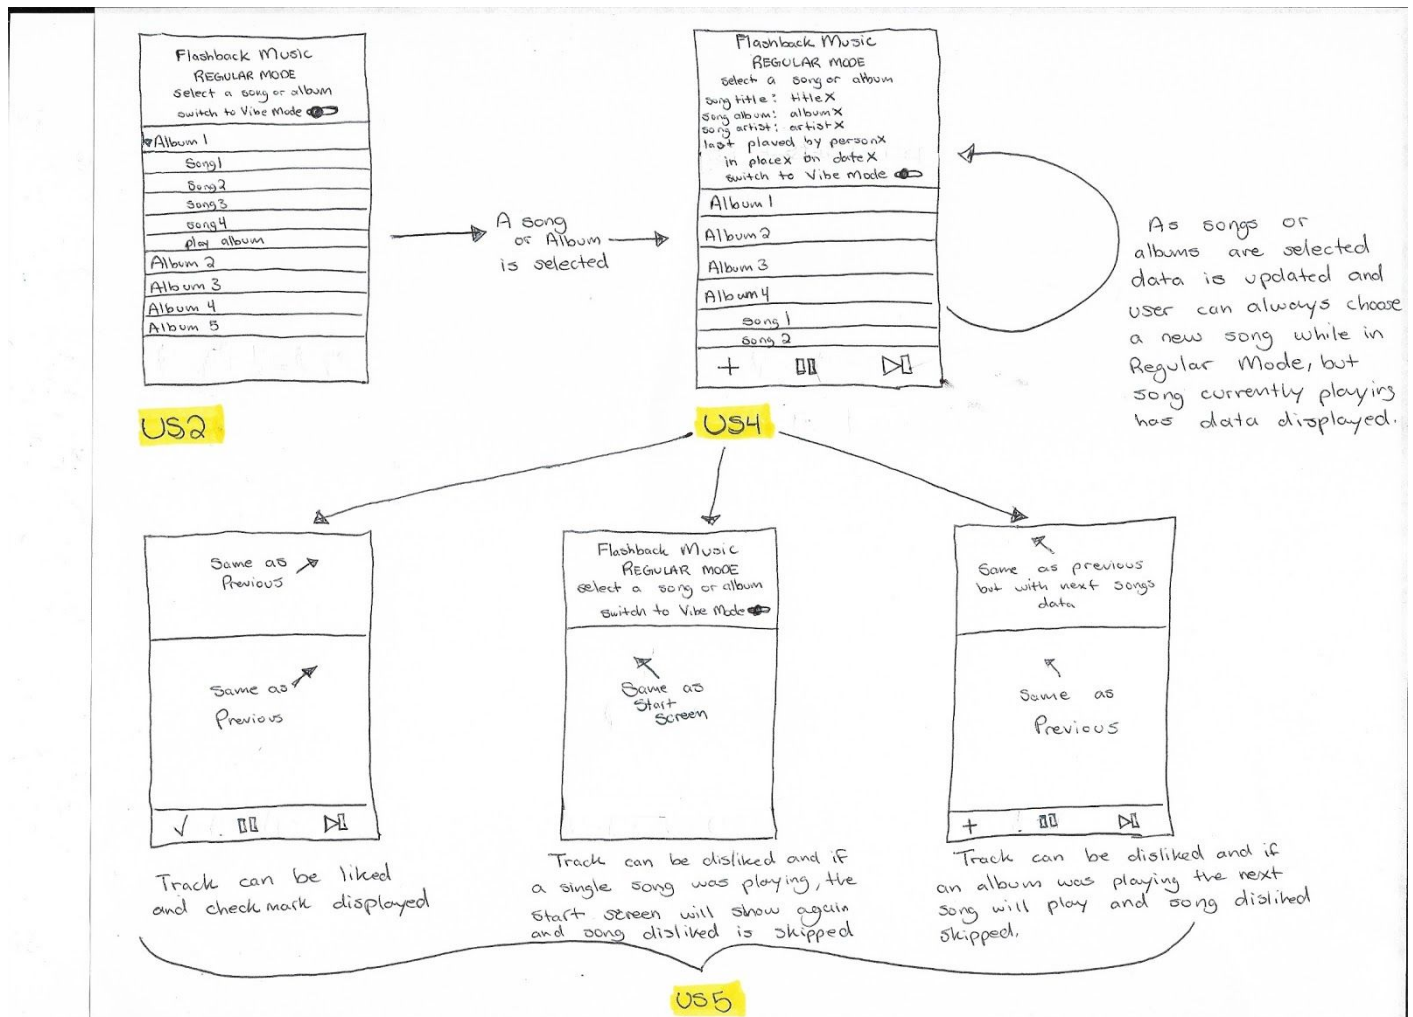 Flashback Music
REGULAR MODE
select a song or album
switch to Vibe Mode
Album 1
Song1
Song2
Song3
song4
play album
Album 2
Album 3
Album 4
Album 5
US2
A song
or Album
is selected
Flashback Music
REGULAR MODE
select a song or album
song title: titleX
song album: albumX
song artist: artistX
last played by personX
in placeX on dateX
switch to Vibe Mode
Album 1
Album 2
Album 3
Album 4
song 1
song 2
US4
As songs or
albums are selected
data is updated and
user can always choose
a new song while in
Regular Mode, but
song currently playing
has data displayed.
Same as
Previous
Same as
Previous
Track can be liked
and check mark displayed
Flashback Music
REGULAR MODE
select a song or album
switch to Vibe Mode
Same as
Start
Screen
Track can be disliked and if
a single song was playing, the
start screen will show again
and song disliked is skipped
Same as previous
but with next songs
data
Same as
Previous
Track can be disliked and if
an album was playing the next
song will play and song disliked
skipped.
US5